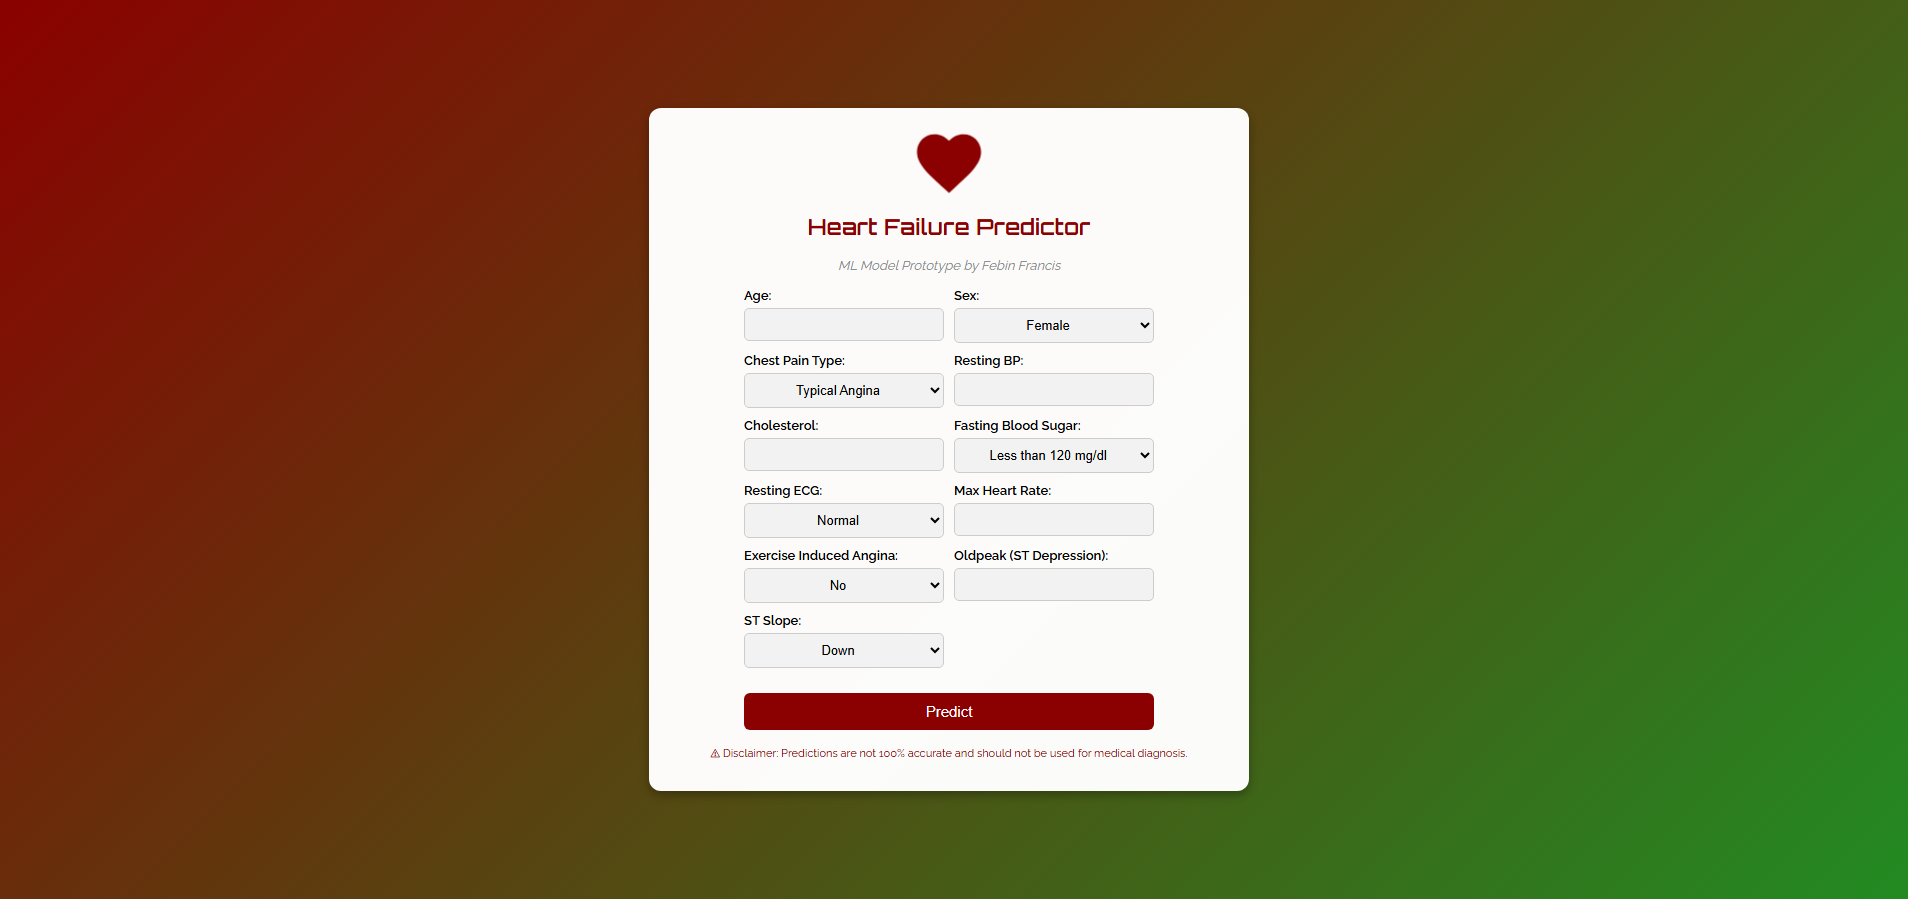 Heart Failure Predictor
ML Model Prototype by Febin Francis
Age: Sex:
Female
Chest Pain Type: Resting BP:
Typical Angina
Cholesterol: Fasting Blood Sugar:
Less than 120 mg/dl
Resting ECG: Max Heart Rate:
Normal
Exercise Induced Angina: Oldpeak (ST Depression):
No
ST Slope:
Down
Predict
⚠ Disclaimer: Predictions are not 100% accurate and should not be used for medical diagnosis.